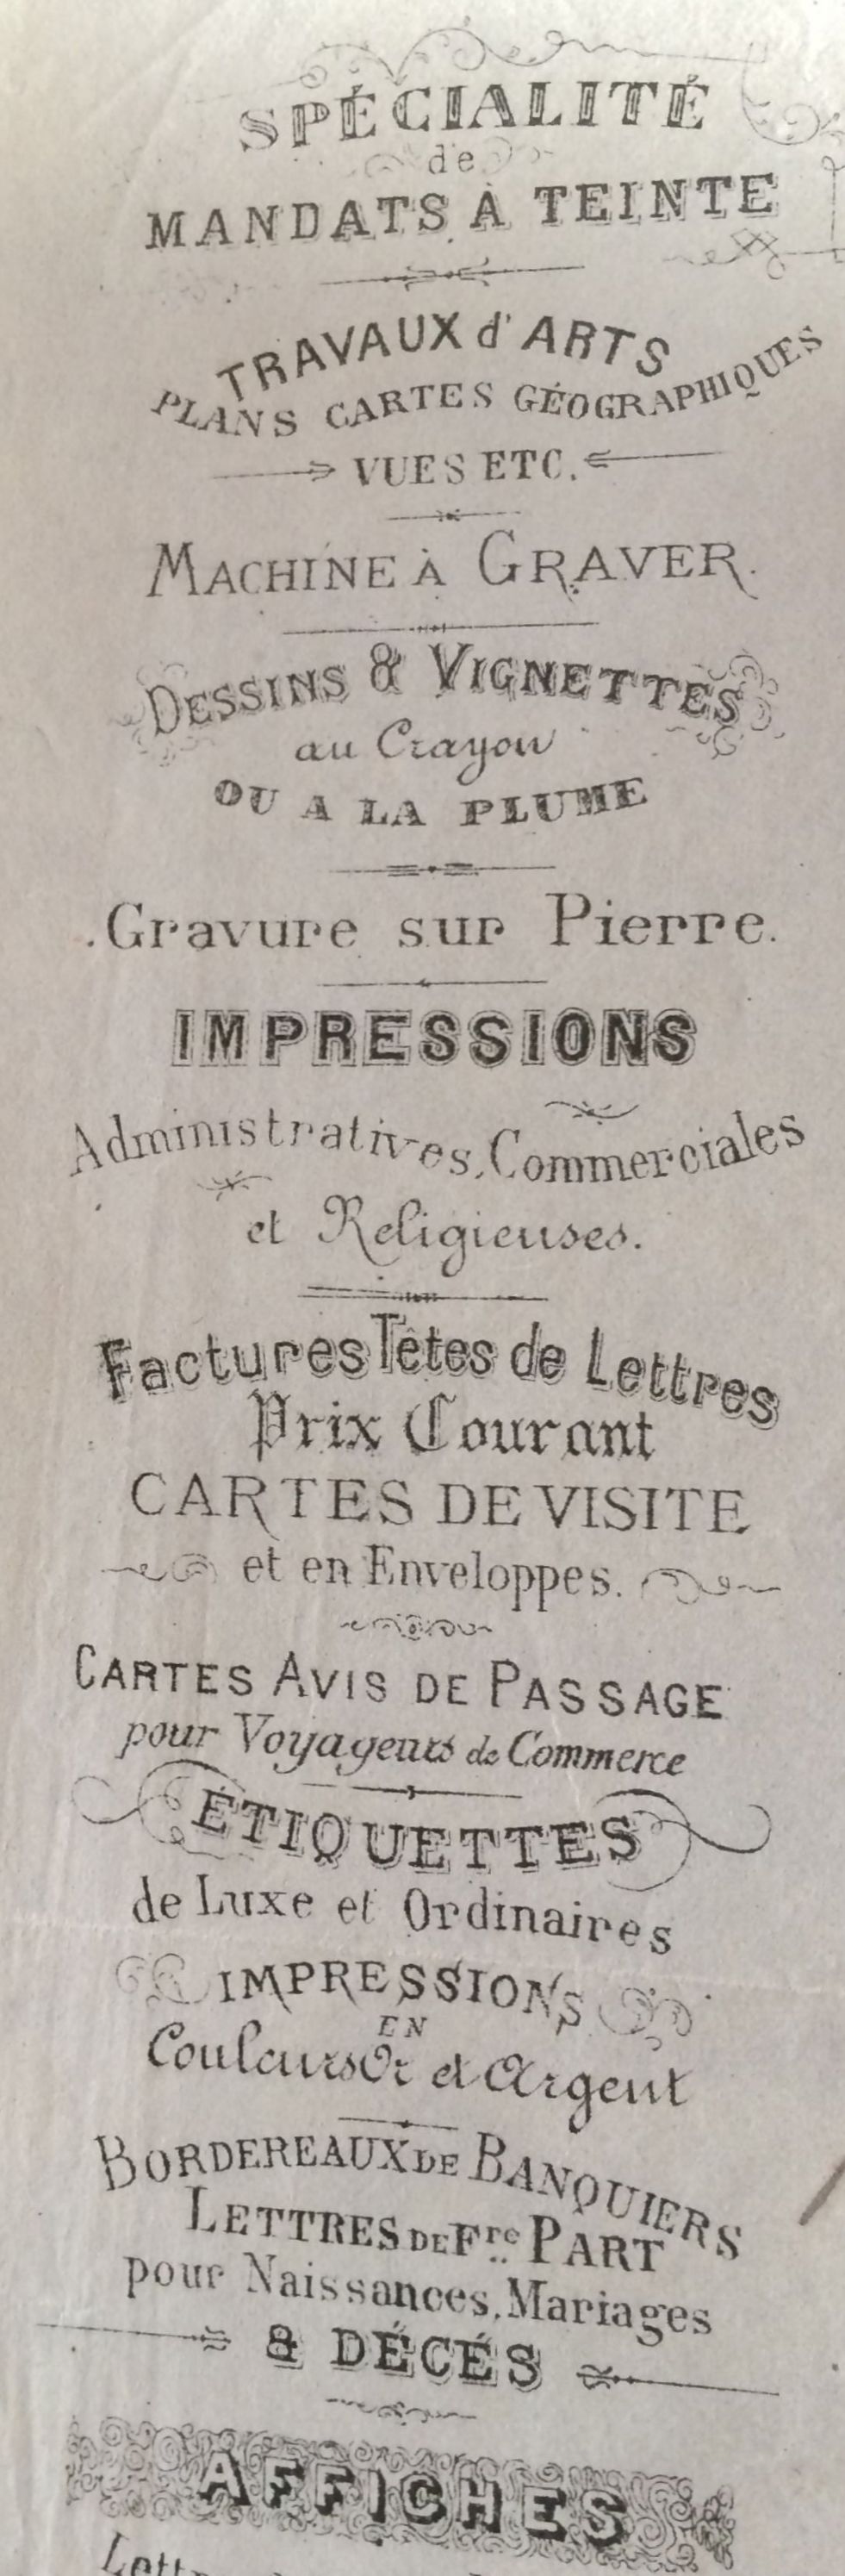 SPÉCIALITÉ
de
MANDATS À TEINTE
TRAVAUX d'ARTS
PLANS CARTES GÉOGRAPHIQUES
VUES ETC.
MACHINE À GRAVER.
DESSINS & VIGNETTES
au Crayon
OU A LA PLUME
Gravure sur Pierre.
IMPRESSIONS
Administratives, Commerciales
et Religieuses.
Factures Têtes de Lettres
Prix Courant
CARTES DE VISITE
et en Enveloppes.
CARTES AVIS DE PASSAGE
pour Voyageurs de Commerce
ÉTIQUETTES
de Luxe et Ordinaires
IMPRESSIONS
EN
Couleurs Or et Argent
BORDEREAUX DE BANQUIERS
LETTRES DE Fre PART
pour Naissances, Mariages
& DÉCÉS
AFFICHES